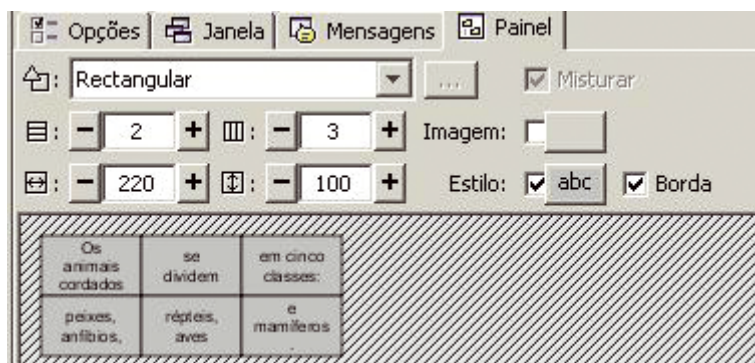 Opções Janela Mensagens Painel
: Rectangular ... Misturar
: − 2 + : − 3 + Imagem:
: − 220 + : − 100 + Estilo: abc Borda
Os animais cordados
se dividem
em cinco classes:
peixes, anfíbios,
répteis, aves
e mamíferos
.